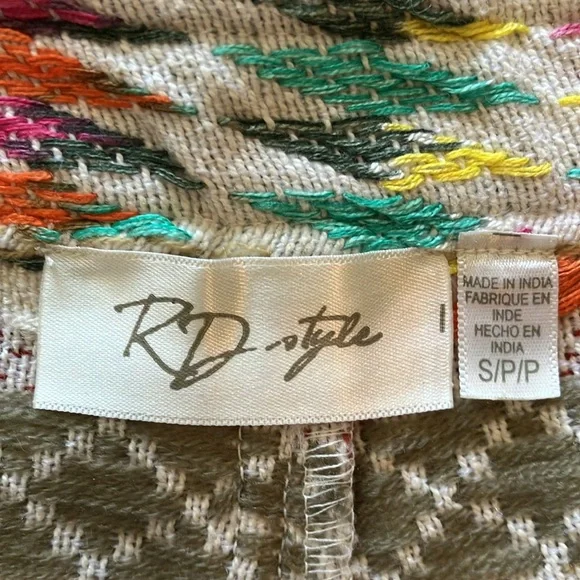 RD style
MADE IN INDIA
FABRIQUE EN
INDE
HECHO EN
INDIA
S/P/P